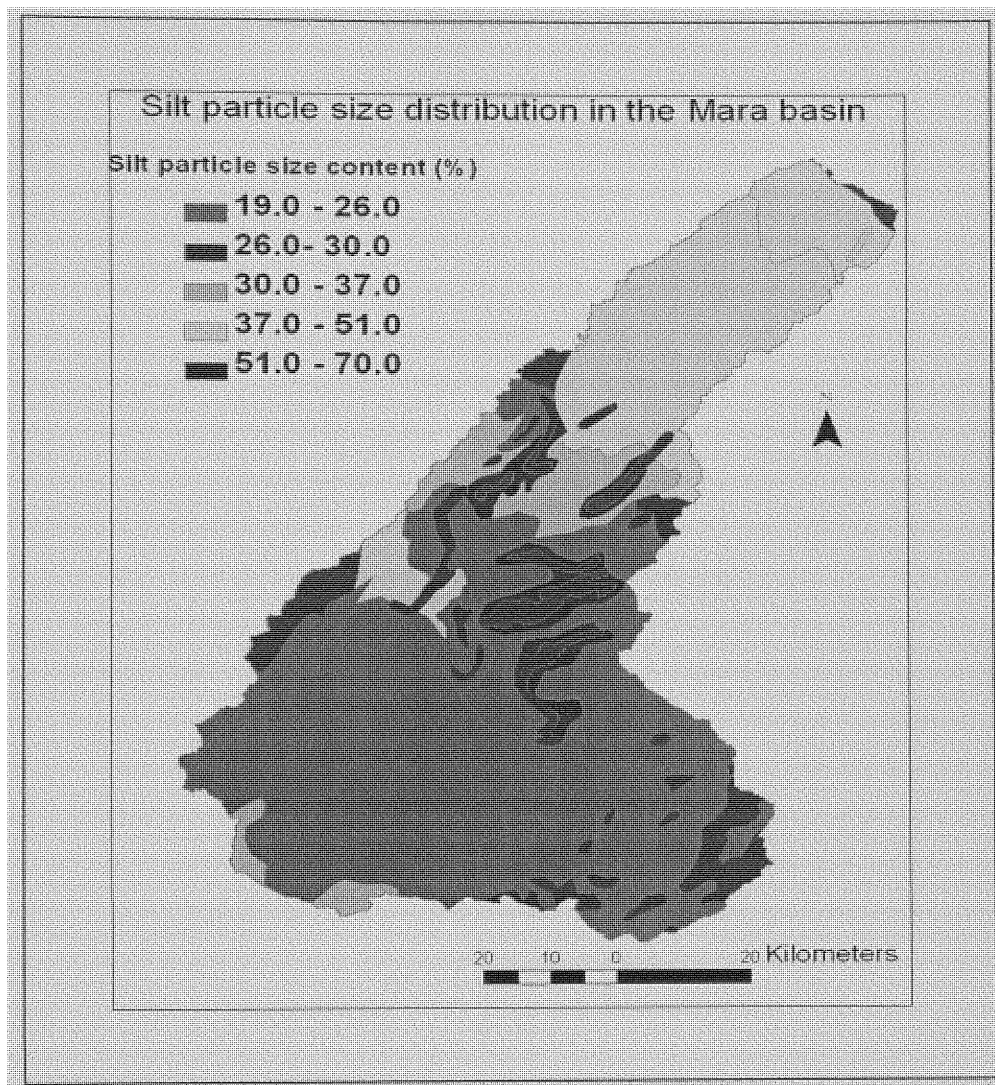 Silt particle size distribution in the Mara basin
Silt particle size content (%)
19.0 - 26.0
26.0- 30.0
30.0 - 37.0
37.0 - 51.0
51.0 - 70.0
20 10 0 20 Kilometers